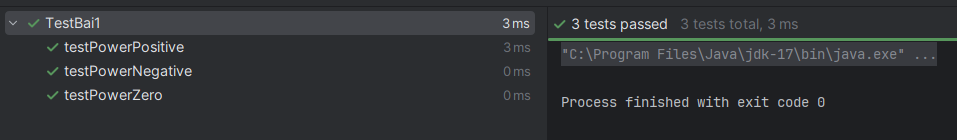 TestBai1 3 ms
testPowerPositive 3 ms
testPowerNegative 0 ms
testPowerZero 0 ms
3 tests passed 3 tests total, 3 ms
"C:\Program Files\Java\jdk-17\bin\java.exe" ...
Process finished with exit code 0